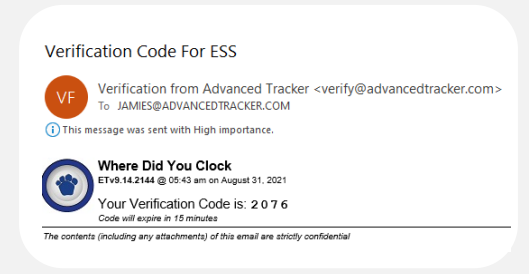 Verification Code For ESS
VF
Verification from Advanced Tracker <verify@advancedtracker.com>
To JAMIES@ADVANCEDTRACKER.COM
i This message was sent with High importance.
Where Did You Clock
ETv9.14.2144 @ 05:43 am on August 31, 2021
Your Verification Code is: 2076
Code will expire in 15 minutes
The contents (including any attachments) of this email are strictly confidential